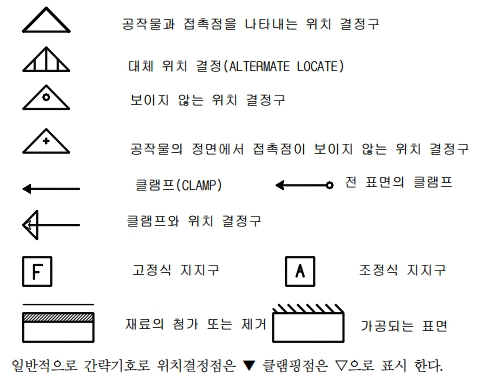 공작물과 접촉점을 나타내는 위치 결정구
대체 위치 결정(ALTERNATE LOCATE)
보이지 않는 위치 결정구
공작물의 정면에서 접촉점이 보이지 않는 위치 결정구
클램프(CLAMP) 전 표면의 클램프
클램프와 위치 결정구
F 고정식 지지구 A 조정식 지지구
재료의 첨가 또는 제거 가공되는 표면
일반적으로 간략기호로 위치결정점은 ▼ 클램핑점은 ▽으로 표시 한다.